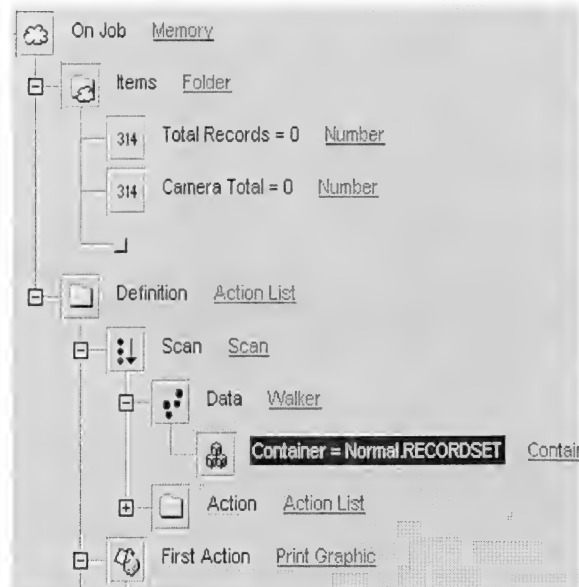 On Job Memory
Items Folder
314 Total Records = 0 Number
314 Camera Total = 0 Number
Definition Action List
Scan Scan
Data Walker
Container = Normal.RECORDSET Contain
Action Action List
First Action Print Graphic